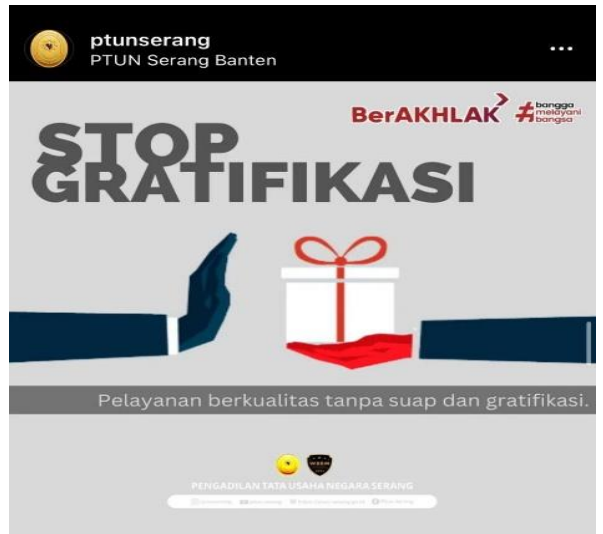 ptunserang
PTUN Serang Banten
BerAKHLAK
#bangga
melayani
bangsa
STOP
GRATIFIKASI
Pelayanan berkualitas tanpa suap dan gratifikasi.
PENGADILAN TATA USAHA NEGARA SERANG